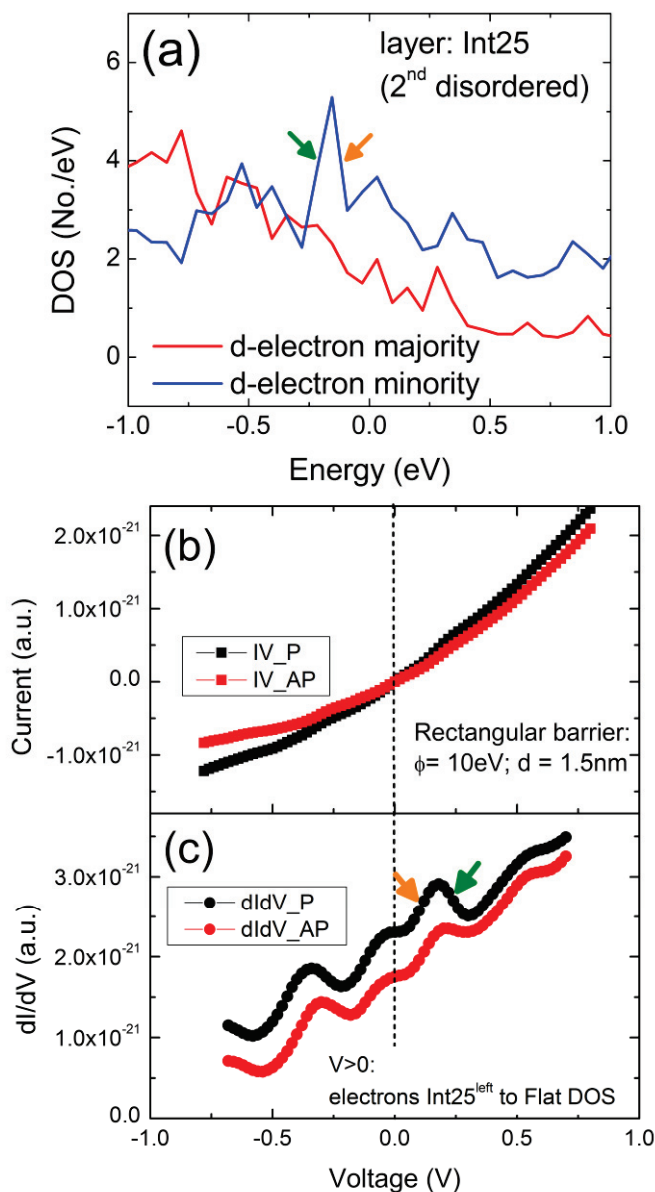 (a)
layer: Int25
(2nd disordered)
6
4
2
0
DOS (No./eV)
d-electron majority
d-electron minority
-1.0
-0.5
0.0
0.5
1.0
Energy (eV)
(b)
2.0x10-21
1.0x10-21
0.0
-1.0x10-21
Current (a.u.)
IV_P
IV_AP
Rectangular barrier:
ϕ= 10eV; d = 1.5nm
(c)
3.0x10-21
2.0x10-21
1.0x10-21
0.0
dI/dV (a.u.)
dIdV_P
dIdV_AP
V>0:
electrons Int25left to Flat DOS
-1.0
-0.5
0.0
0.5
1.0
Voltage (V)